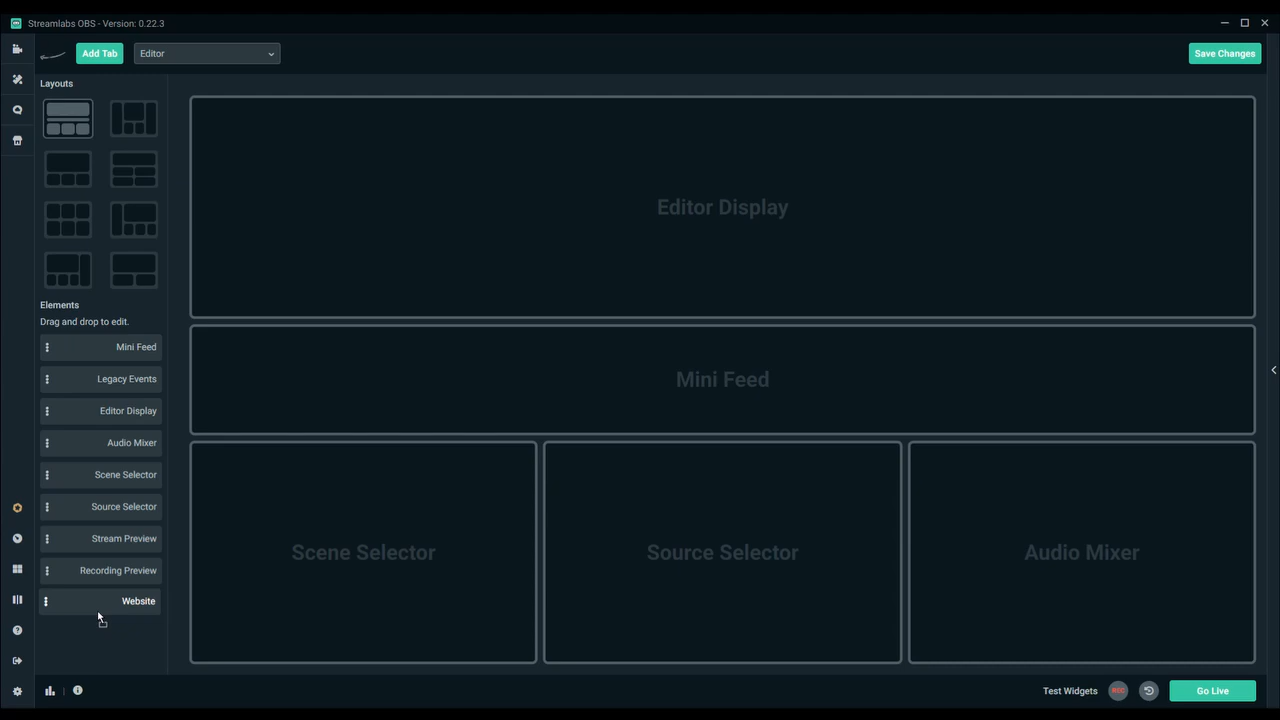 Streamlabs OBS - Version: 0.22.3
Add Tab
Editor
Save Changes
Layouts
Elements
Drag and drop to edit.
Mini Feed
Legacy Events
Editor Display
Audio Mixer
Scene Selector
Source Selector
Stream Preview
Recording Preview
Website
Editor Display
Mini Feed
Scene Selector
Source Selector
Audio Mixer
Test Widgets
REC
Go Live